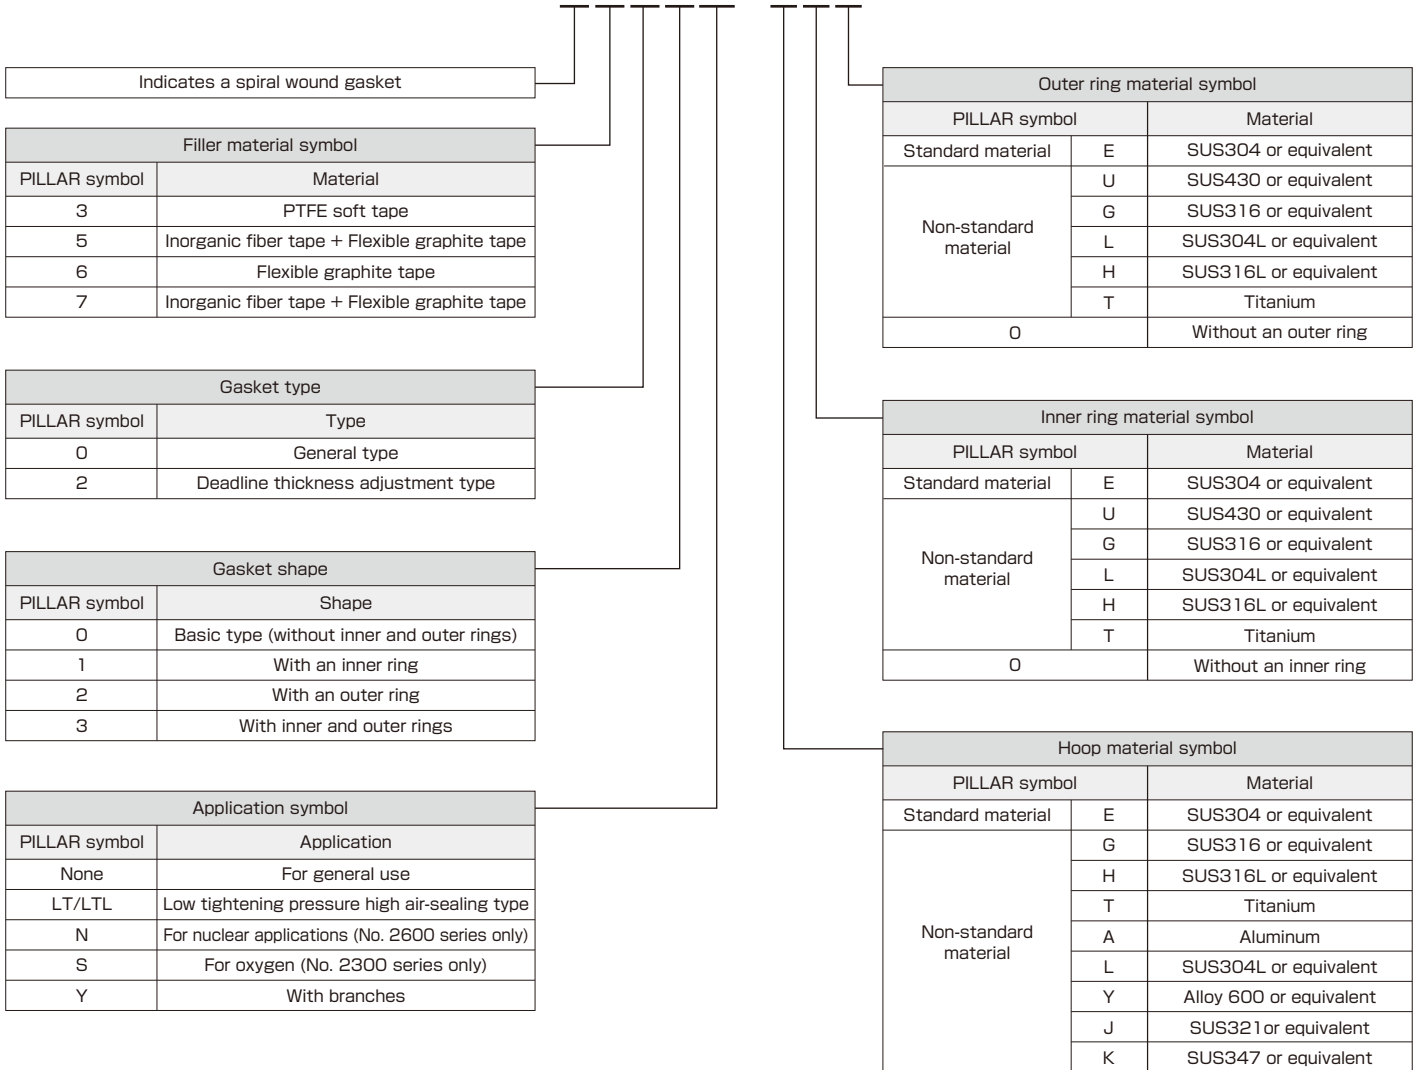 Indicates a spiral wound gasket
Filler material symbol
PILLAR symbol Material
3 PTFE soft tape
5 Inorganic fiber tape + Flexible graphite tape
6 Flexible graphite tape
7 Inorganic fiber tape + Flexible graphite tape
Gasket type
PILLAR symbol Type
0 General type
2 Deadline thickness adjustment type
Gasket shape
PILLAR symbol Shape
0 Basic type (without inner and outer rings)
1 With an inner ring
2 With an outer ring
3 With inner and outer rings
Application symbol
PILLAR symbol Application
None For general use
LT/LTL Low tightening pressure high air-sealing type
N For nuclear applications (No. 2600 series only)
S For oxygen (No. 2300 series only)
Y With branches
Outer ring material symbol
PILLAR symbol Material
Standard material E SUS304 or equivalent
Non-standard material
U SUS430 or equivalent
G SUS316 or equivalent
L SUS304L or equivalent
H SUS316L or equivalent
T Titanium
0 Without an outer ring
Inner ring material symbol
PILLAR symbol Material
Standard material E SUS304 or equivalent
Non-standard material
U SUS430 or equivalent
G SUS316 or equivalent
L SUS304L or equivalent
H SUS316L or equivalent
T Titanium
0 Without an inner ring
Hoop material symbol
PILLAR symbol Material
Standard material E SUS304 or equivalent
Non-standard material
G SUS316 or equivalent
H SUS316L or equivalent
T Titanium
A Aluminum
L SUS304L or equivalent
Y Alloy 600 or equivalent
J SUS321or equivalent
K SUS347 or equivalent